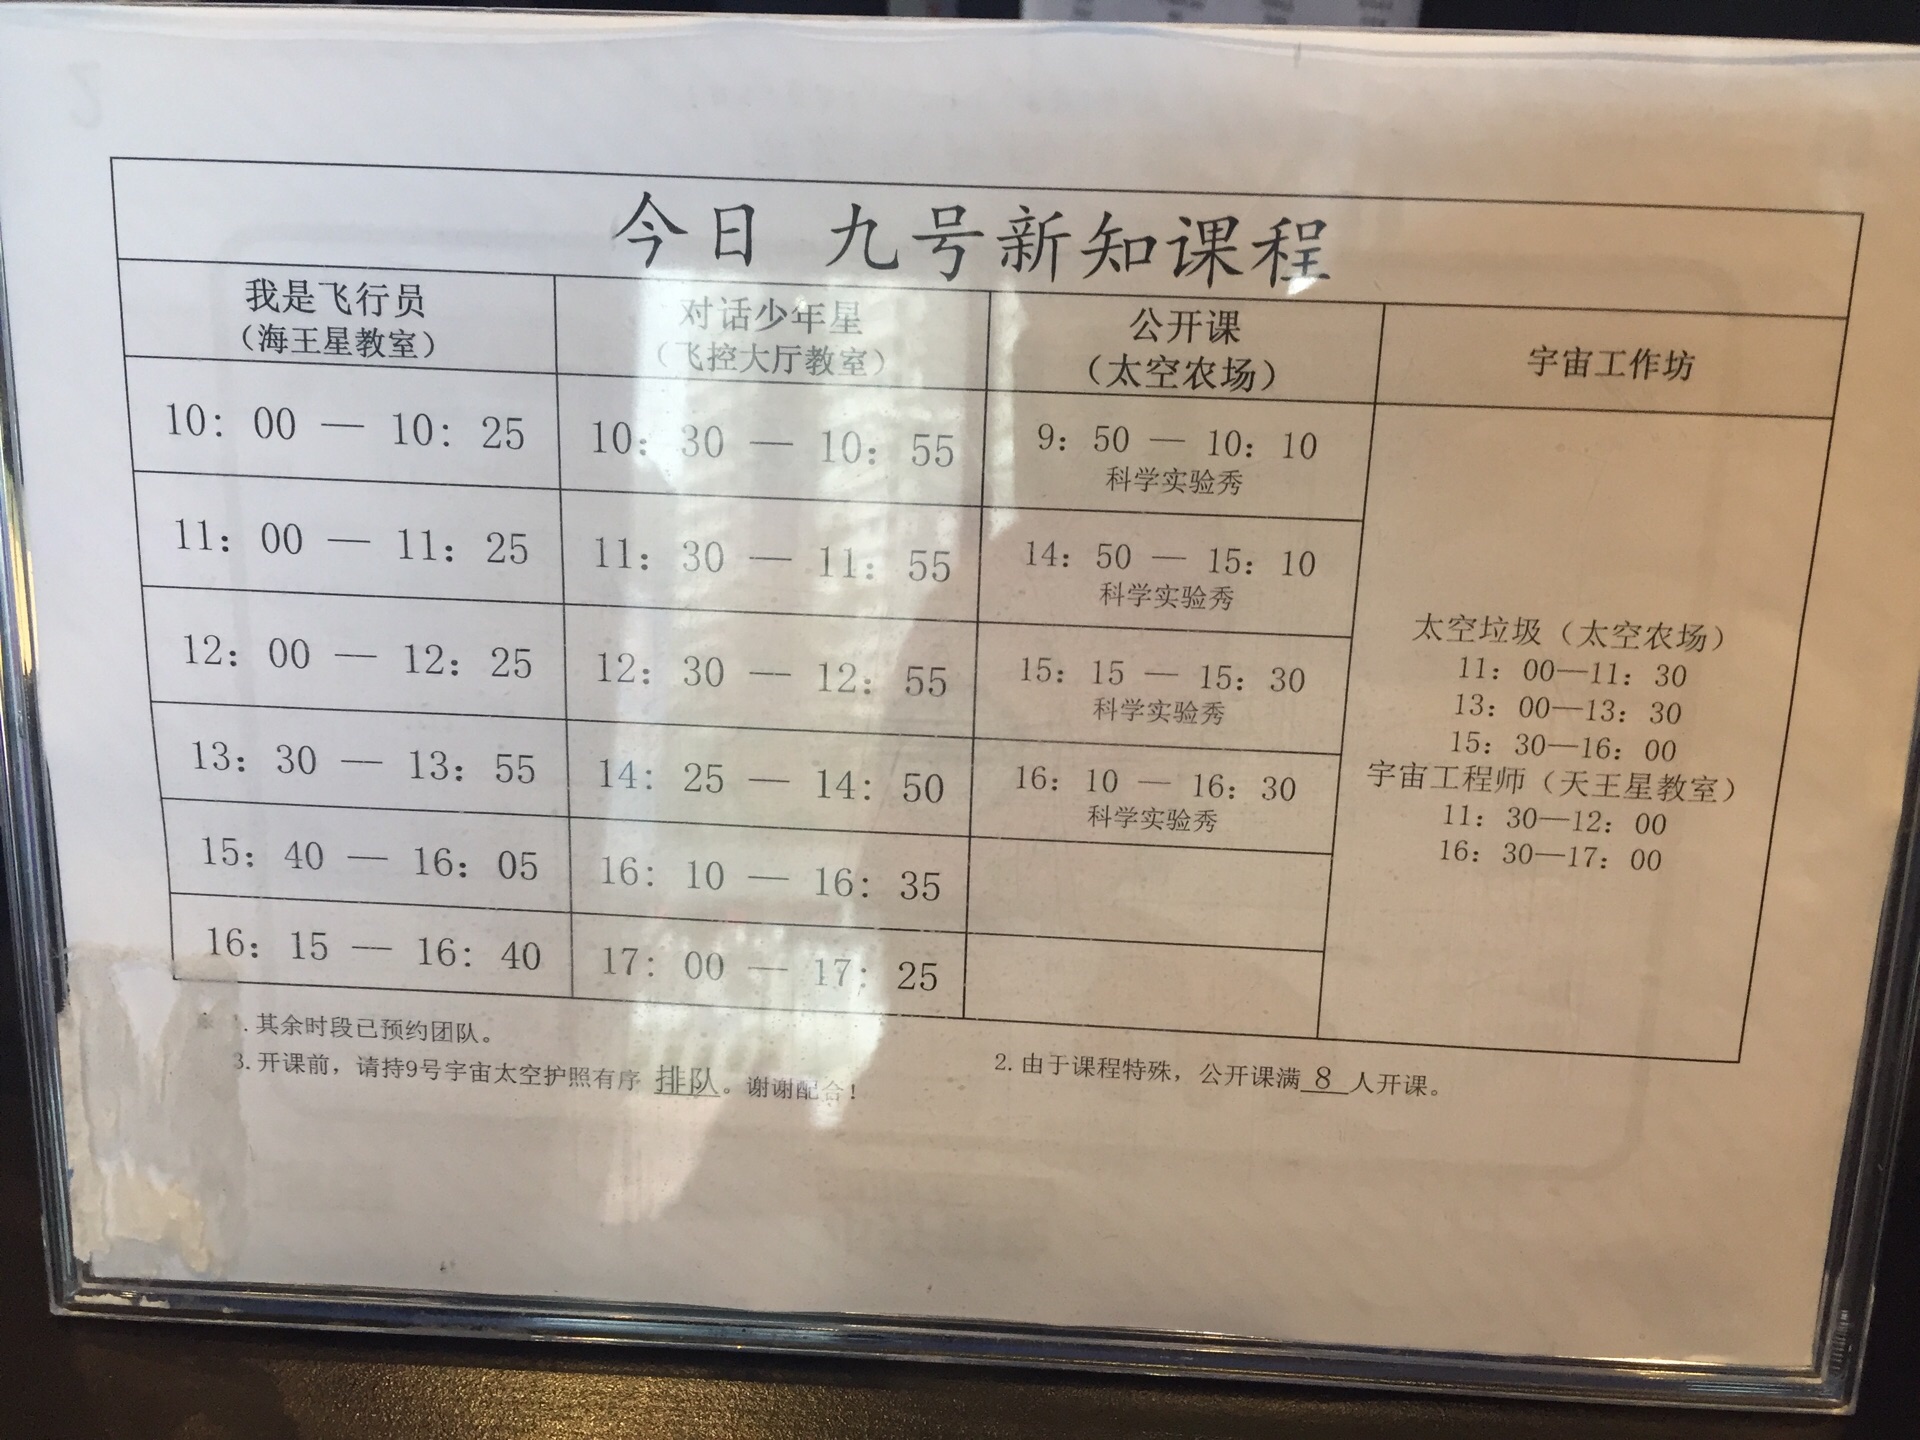 今日 九号新知课程
我是飞行员
（海王星教室）
对话少年星
（飞控大厅教室）
公开课
（太空农场）
宇宙工作坊
10：00 — 10：25
10：30 — 10：55
9：50 — 10：10
科学实验秀
11：00 — 11：25
11：30 — 11：55
14：50 — 15：10
科学实验秀
12：00 — 12：25
12：30 — 12：55
15：15 — 15：30
科学实验秀
13：30 — 13：55
14：25 — 14：50
16：10 — 16：30
科学实验秀
15：40 — 16：05
16：10 — 16：35
16：15 — 16：40
17：00 — 17：25
太空垃圾（太空农场）
11：00—11：30
13：00—13：30
15：30—16：00
宇宙工程师（天王星教室）
11：30—12：00
16：30—17：00
※ 1. 其余时段已预约团队。
2. 由于课程特殊，公开课满 8 人开课。
3. 开课前，请持9号宇宙太空护照有序 排队。谢谢配合！